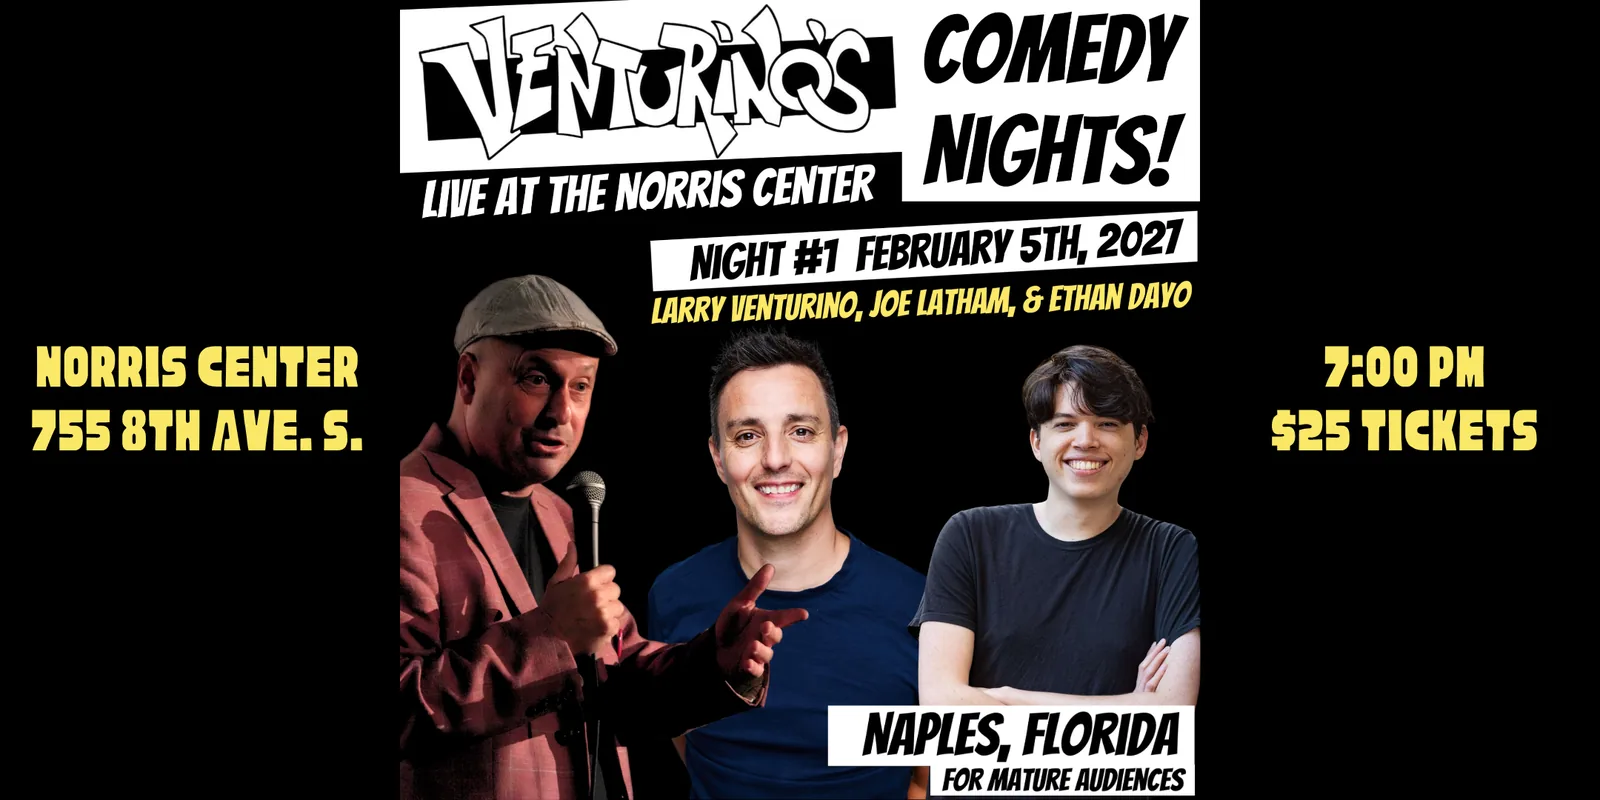 VENTURINO'S
COMEDY
NIGHTS!
LIVE AT THE NORRIS CENTER
NIGHT #1 FEBRUARY 5TH, 2027
LARRY VENTURINO, JOE LATHAM, & ETHAN DAYO
NORRIS CENTER
755 8TH AVE. S.
7:00 PM
$25 TICKETS
NAPLES, FLORIDA
FOR MATURE AUDIENCES